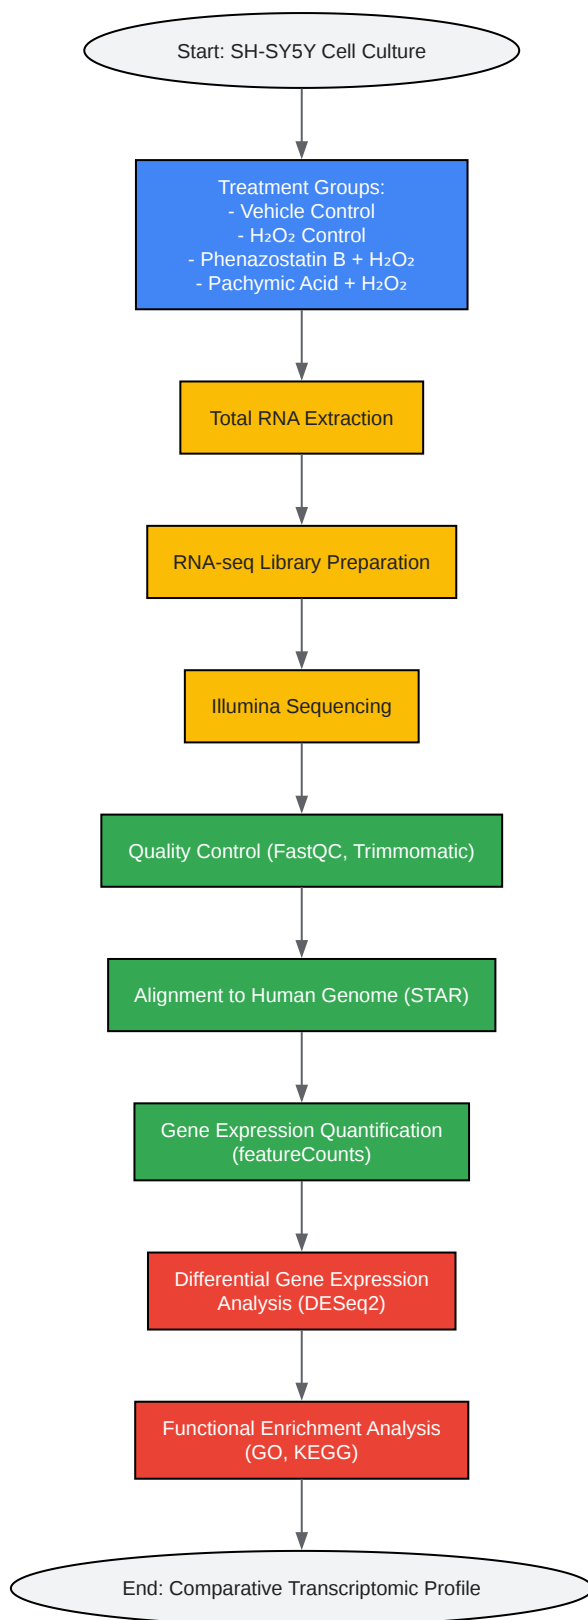 Start: SH-SY5Y Cell Culture
Treatment Groups:
- Vehicle Control
- H₂O₂ Control
- Phenazostatin B + H₂O₂
- Pachymic Acid + H₂O₂
Total RNA Extraction
RNA-seq Library Preparation
Illumina Sequencing
Quality Control (FastQC, Trimmomatic)
Alignment to Human Genome (STAR)
Gene Expression Quantification
(featureCounts)
Differential Gene Expression
Analysis (DESeq2)
Functional Enrichment Analysis
(GO, KEGG)
End: Comparative Transcriptomic Profile